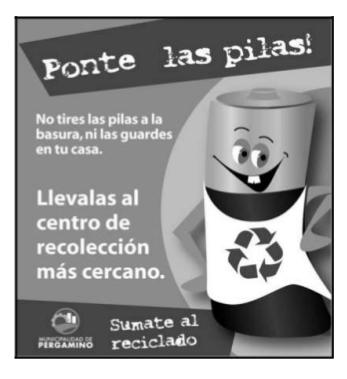 Ponte las pilas!
No tires las pilas a la
basura, ni las guardes
en tu casa.
Llevalas al
centro de
recolección
más cercano.
MUNICIPALIDAD DE
PERGAMINO
Sumate al
reciclado